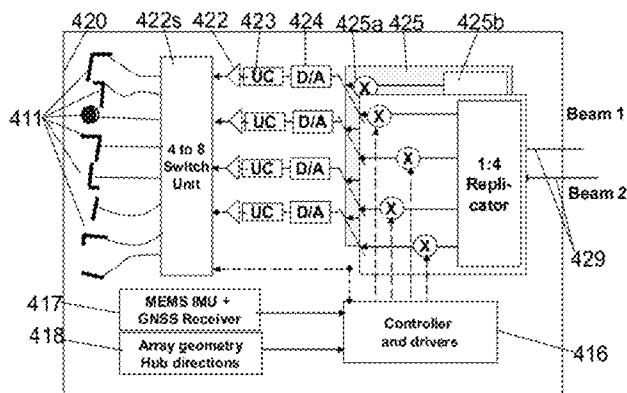 420 422s 422 423 424 425a 425 425b
X
UC D/A
Beam 1
X
411
UC D/A
4 to 8
Switch
Unit
1:4
Repli-
cator
X
UC D/A
Beam 2
X
UC D/A
X
429
417
MEMS IMU +
GNSS Receiver
Controller
and drivers
418
Array geometry
Hub directions
416